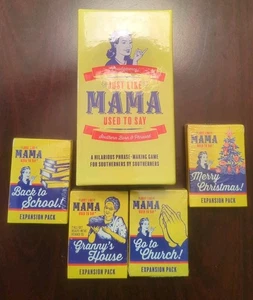 JUST LIKE
MAMA
USED TO SAY
Southern Sass & Phrases
A HILARIOUS PHRASE-MAKING GAME
FOR SOUTHERNERS BY SOUTHERNERS
MAMA
Back to
School!
EXPANSION PACK
MAMA
Granny's
House
EXPANSION PACK
MAMA
Go to
Church!
EXPANSION PACK
MAMA
Merry
Christmas!
EXPANSION PACK